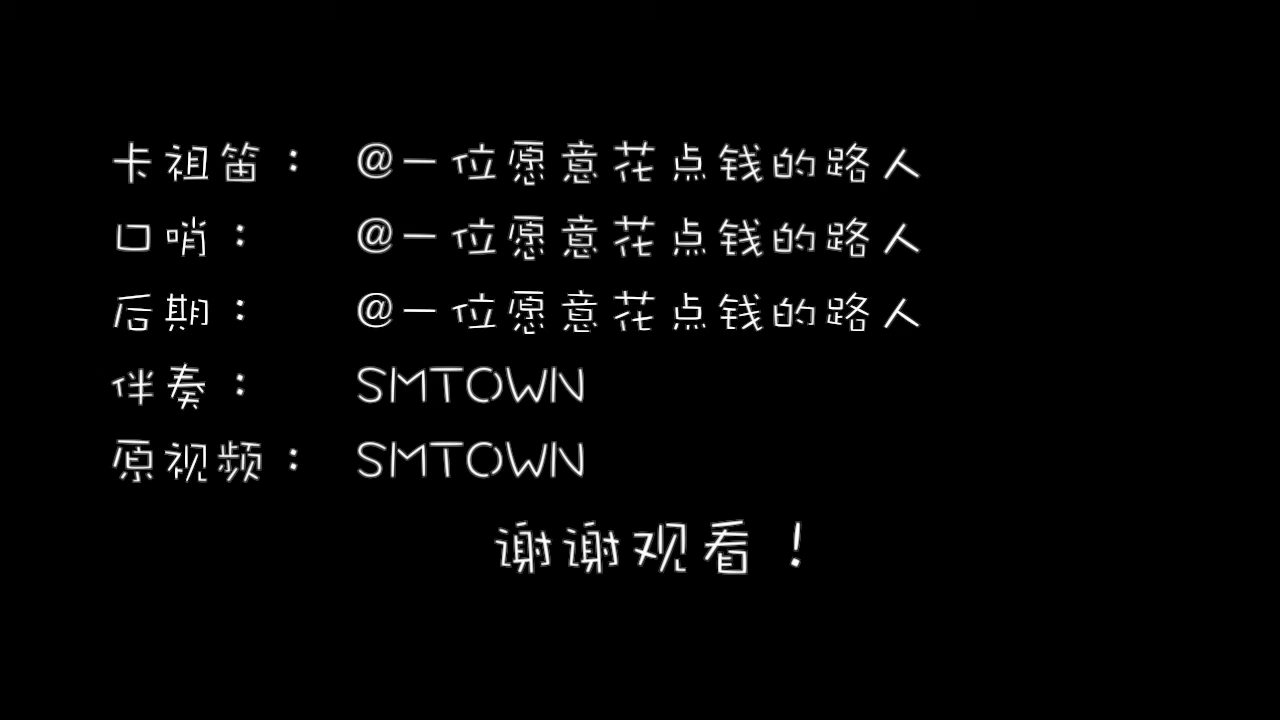 卡祖笛： @一位愿意花点钱的路人
口哨： @一位愿意花点钱的路人
后期： @一位愿意花点钱的路人
伴奏： SMTOWN
原视频： SMTOWN
谢谢观看！